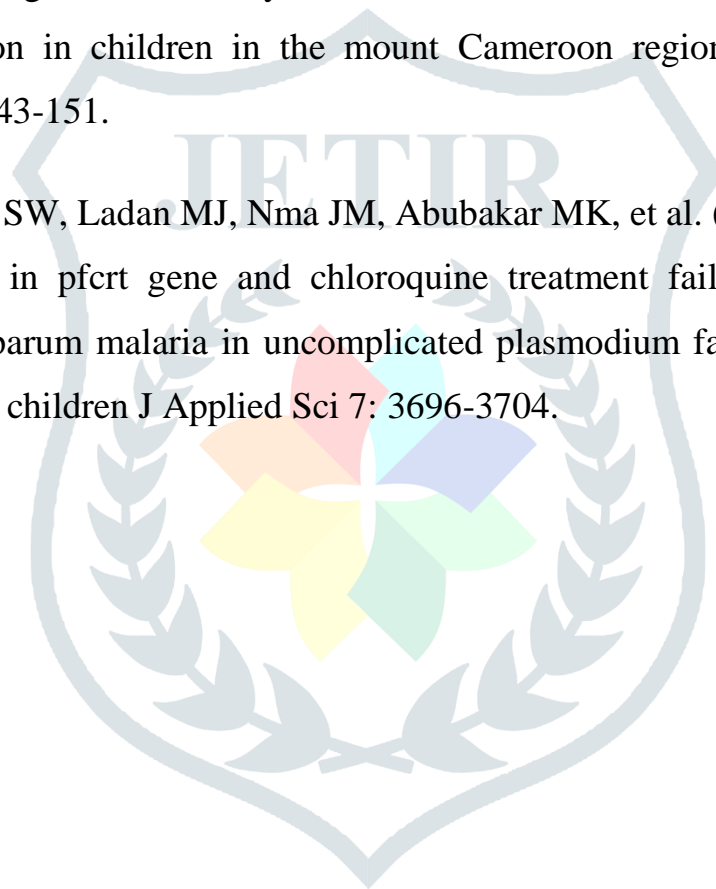 on in children in the mount Cameroon region
43-151.
JETIR
SW, Ladan MJ, Nma JM, Abubakar MK, et al. (
in pfcrt gene and chloroquine treatment fail
parum malaria in uncomplicated plasmodium fa
children J Applied Sci 7: 3696-3704.